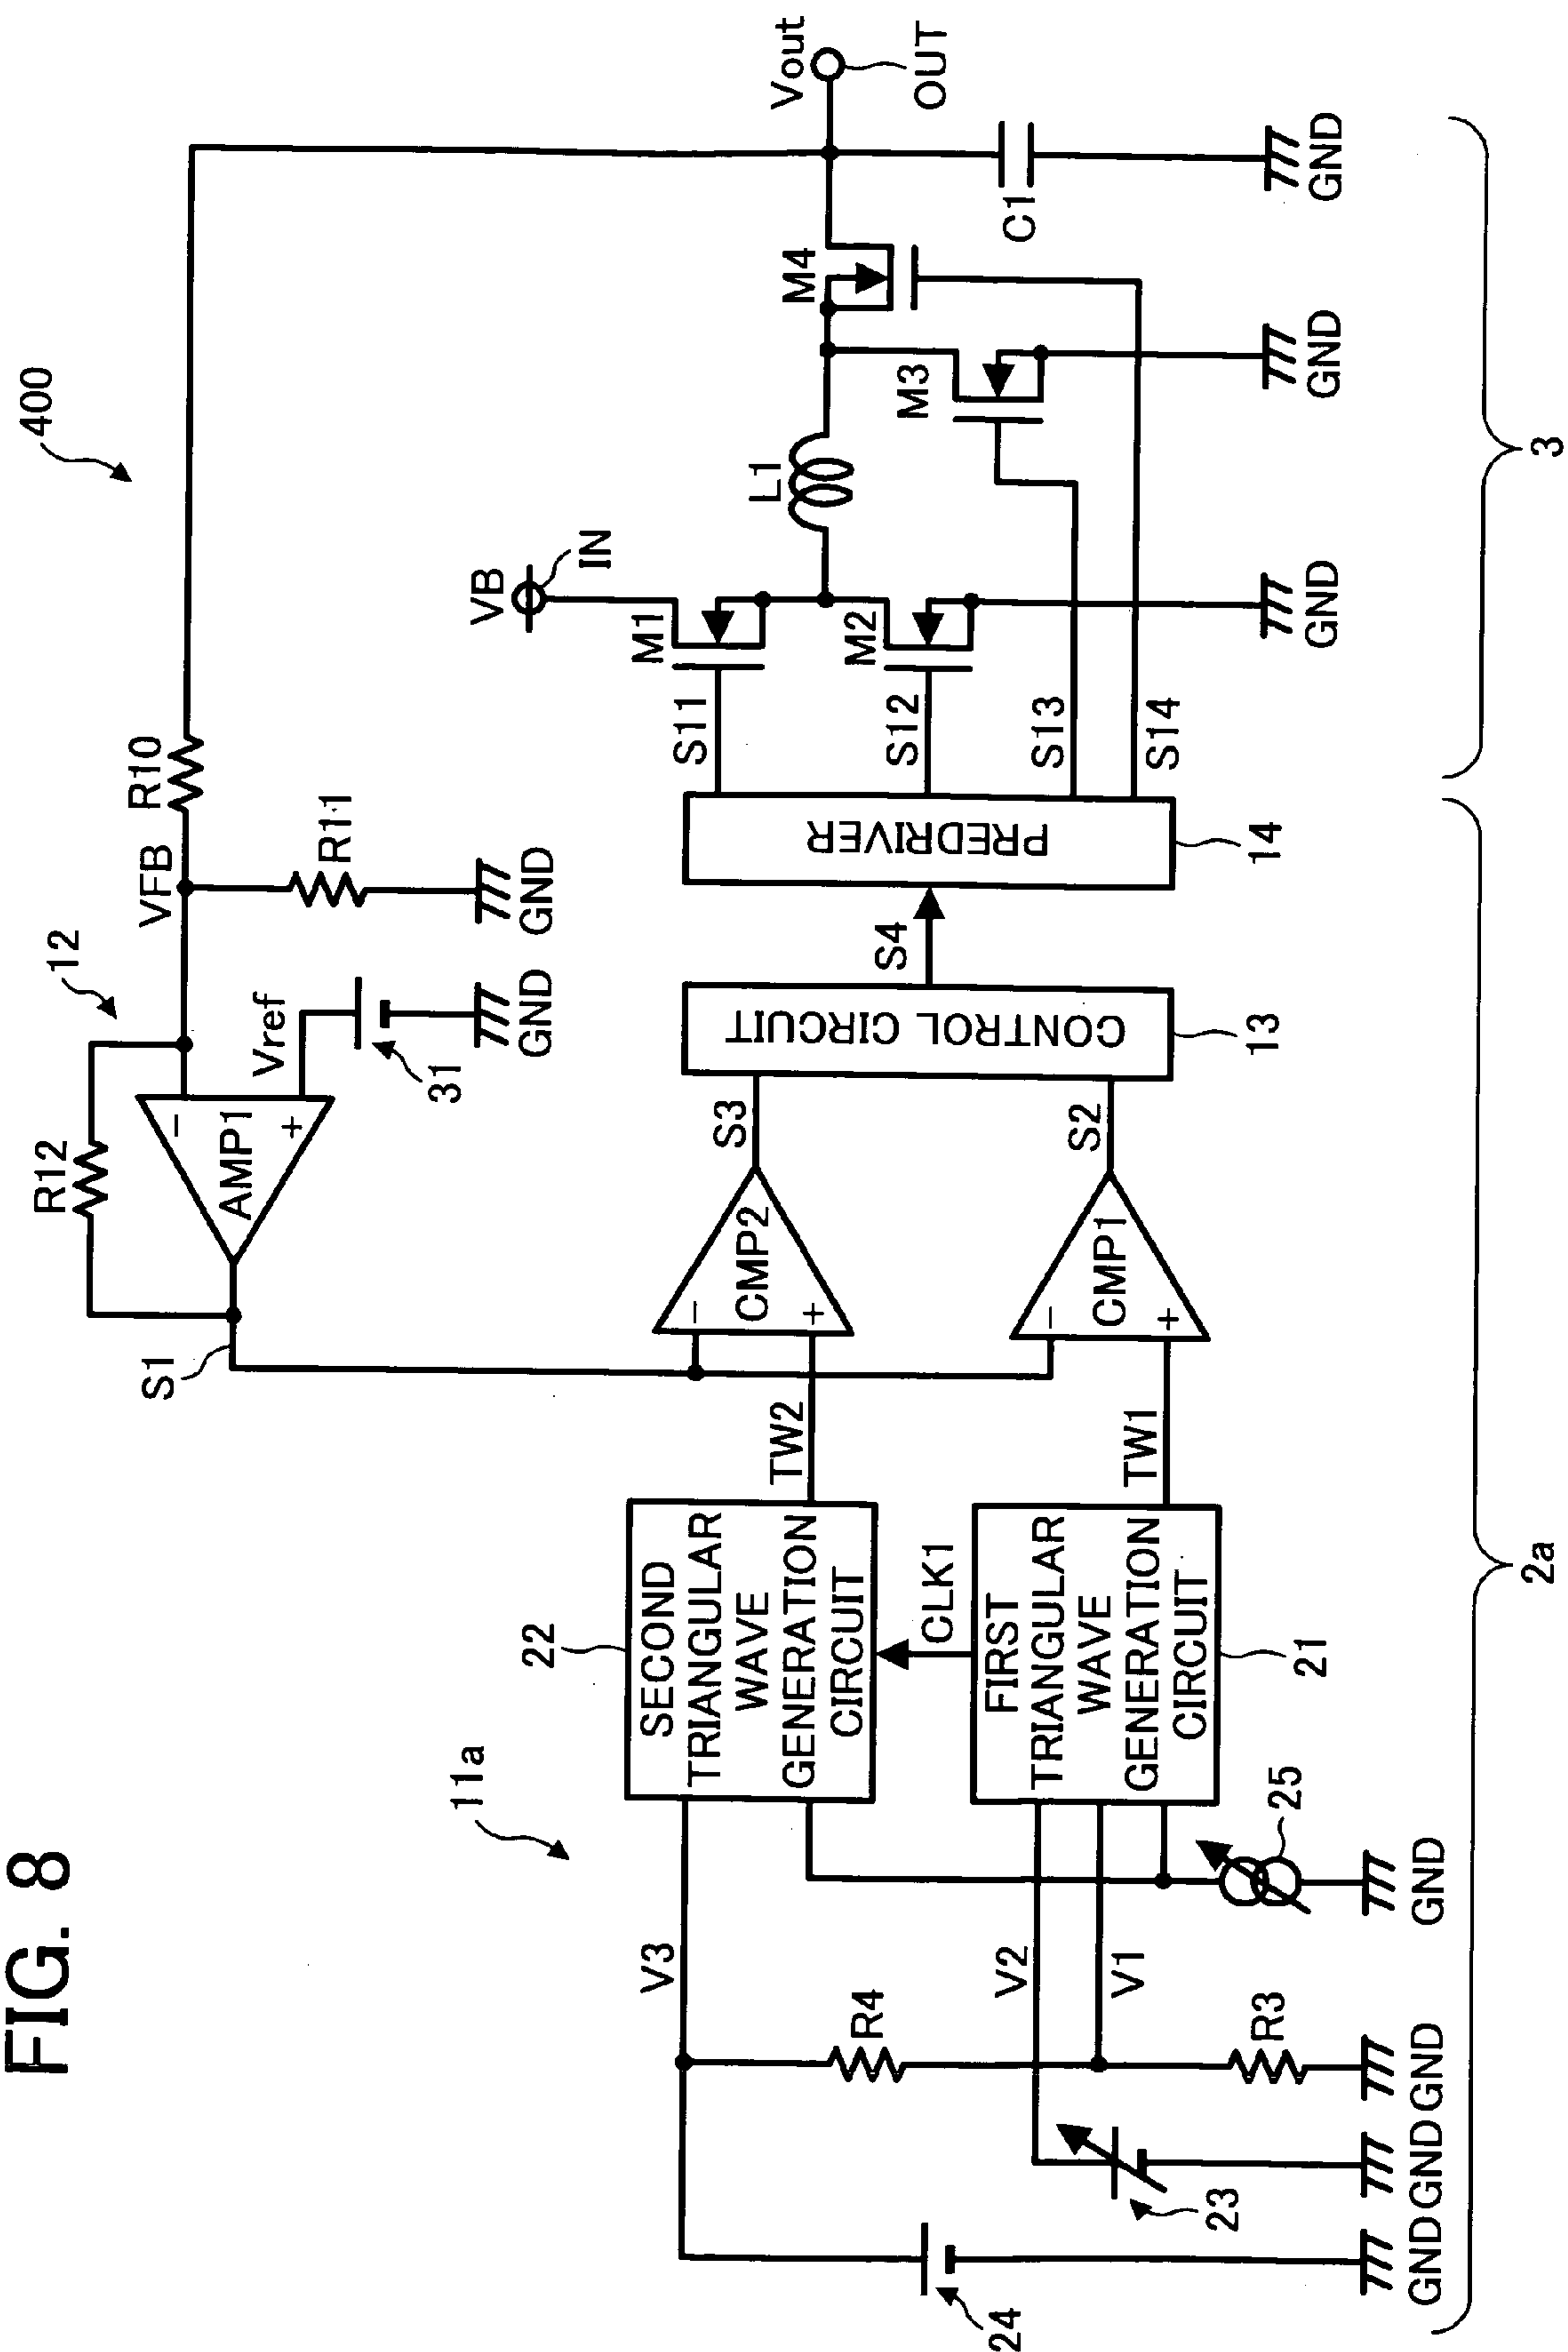 FIG. 8
400
12
S1
R12
AMP1
−
+
Vref
31
GND
VFB
R10
R11
GND
VB
IN
Vout
OUT
11a
22
SECOND
TRIANGULAR
WAVE
GENERATION
CIRCUIT
V3
TW2
CMP2
−
+
S3
CLK1
FIRST
TRIANGULAR
WAVE
GENERATION
CIRCUIT
21
V2
V1
TW1
CMP1
−
+
S2
CONTROL CIRCUIT
13
S4
PREDRIVER
14
S11
S12
S13
S14
M1
M2
L1
M3
M4
C1
GND
GND
GND
R4
R3
24
23
25
GND
GND
GND
GND
2a
3